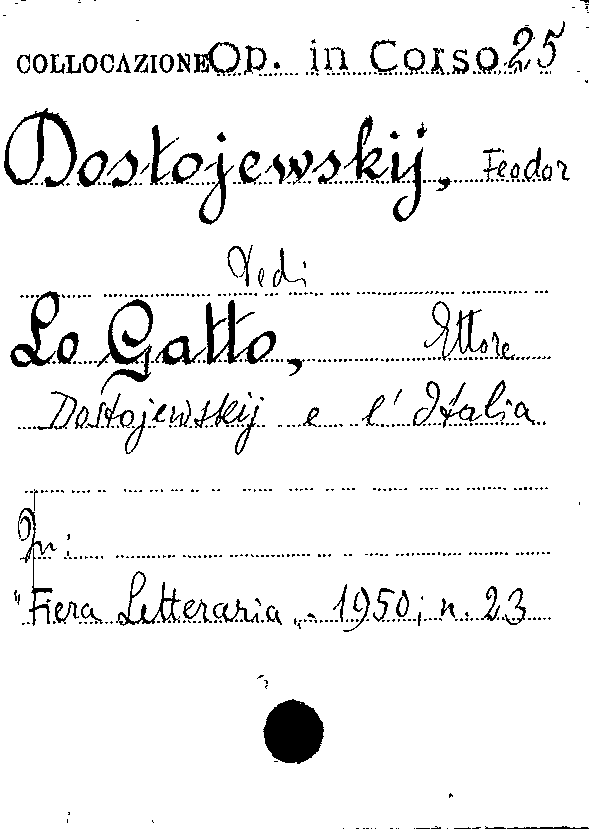 COLLOCAZIONE Op. in Corso 25
Dostojewskij, Feodor
Vedi
Lo Gatto, Ettore
Dostojewskij e l'Italia
In:
"Fiera Letteraria„. 1950; n. 23